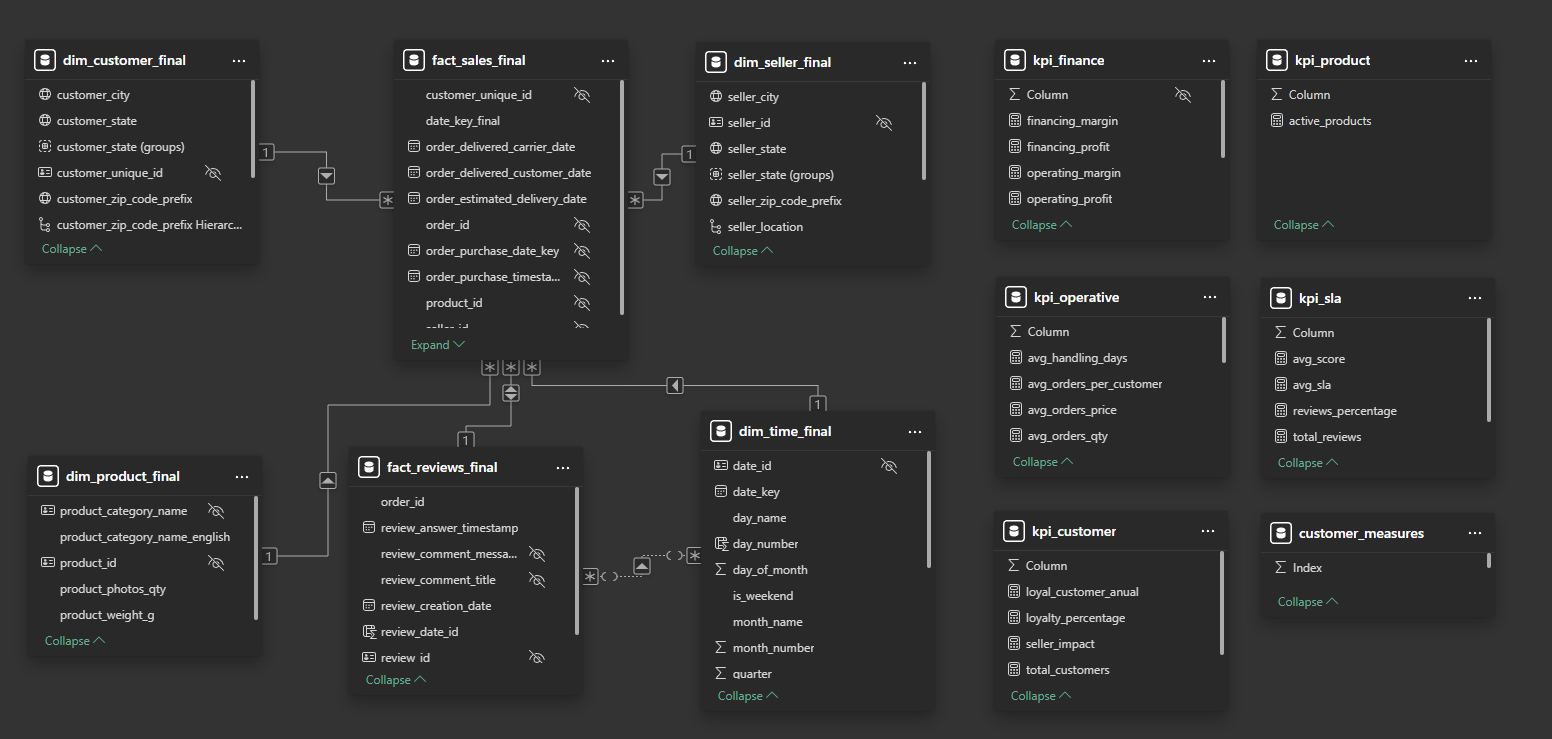 dim_customer_final
customer_city
customer_state
customer_state (groups)
customer_unique_id
customer_zip_code_prefix
customer_zip_code_prefix Hierarc...
Collapse
1
*
fact_sales_final
customer_unique_id
date_key_final
order_delivered_carrier_date
order_delivered_customer_date
order_estimated_delivery_date
order_id
order_purchase_date_key
order_purchase_timesta...
product_id
seller_id
Expand
*
1
dim_seller_final
seller_city
seller_id
seller_state
seller_state (groups)
seller_zip_code_prefix
seller_location
Collapse
kpi_finance
Column
financing_margin
financing_profit
operating_margin
operating_profit
Collapse
kpi_product
Column
active_products
Collapse
kpi_operative
Column
avg_handling_days
avg_orders_per_customer
avg_orders_price
avg_orders_qty
Collapse
kpi_sla
Column
avg_score
avg_sla
reviews_percentage
total_reviews
Collapse
* * *
1
1
dim_product_final
product_category_name
product_category_name_english
product_id
product_photos_qty
product_weight_g
Collapse
1
fact_reviews_final
order_id
review_answer_timestamp
review_comment_messa...
review_comment_title
review_creation_date
review_date_id
review_id
Collapse
*
*
dim_time_final
date_id
date_key
day_name
day_number
day_of_month
is_weekend
month_name
month_number
quarter
Collapse
kpi_customer
Column
loyal_customer_anual
loyalty_percentage
seller_impact
total_customers
Collapse
customer_measures
Index
Collapse